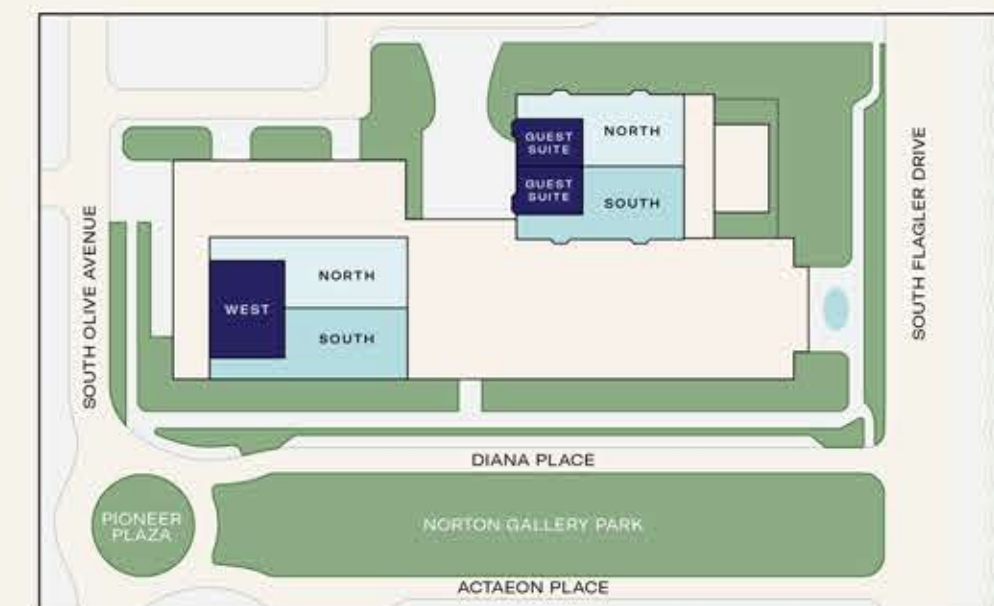 GUEST
SUITE
NORTH
GUEST
SUITE
SOUTH
SOUTH OLIVE AVENUE
SOUTH FLAGLER DRIVE
NORTH
WEST
SOUTH
DIANA PLACE
PIONEER
PLAZA
NORTON GALLERY PARK
ACTAEON PLACE